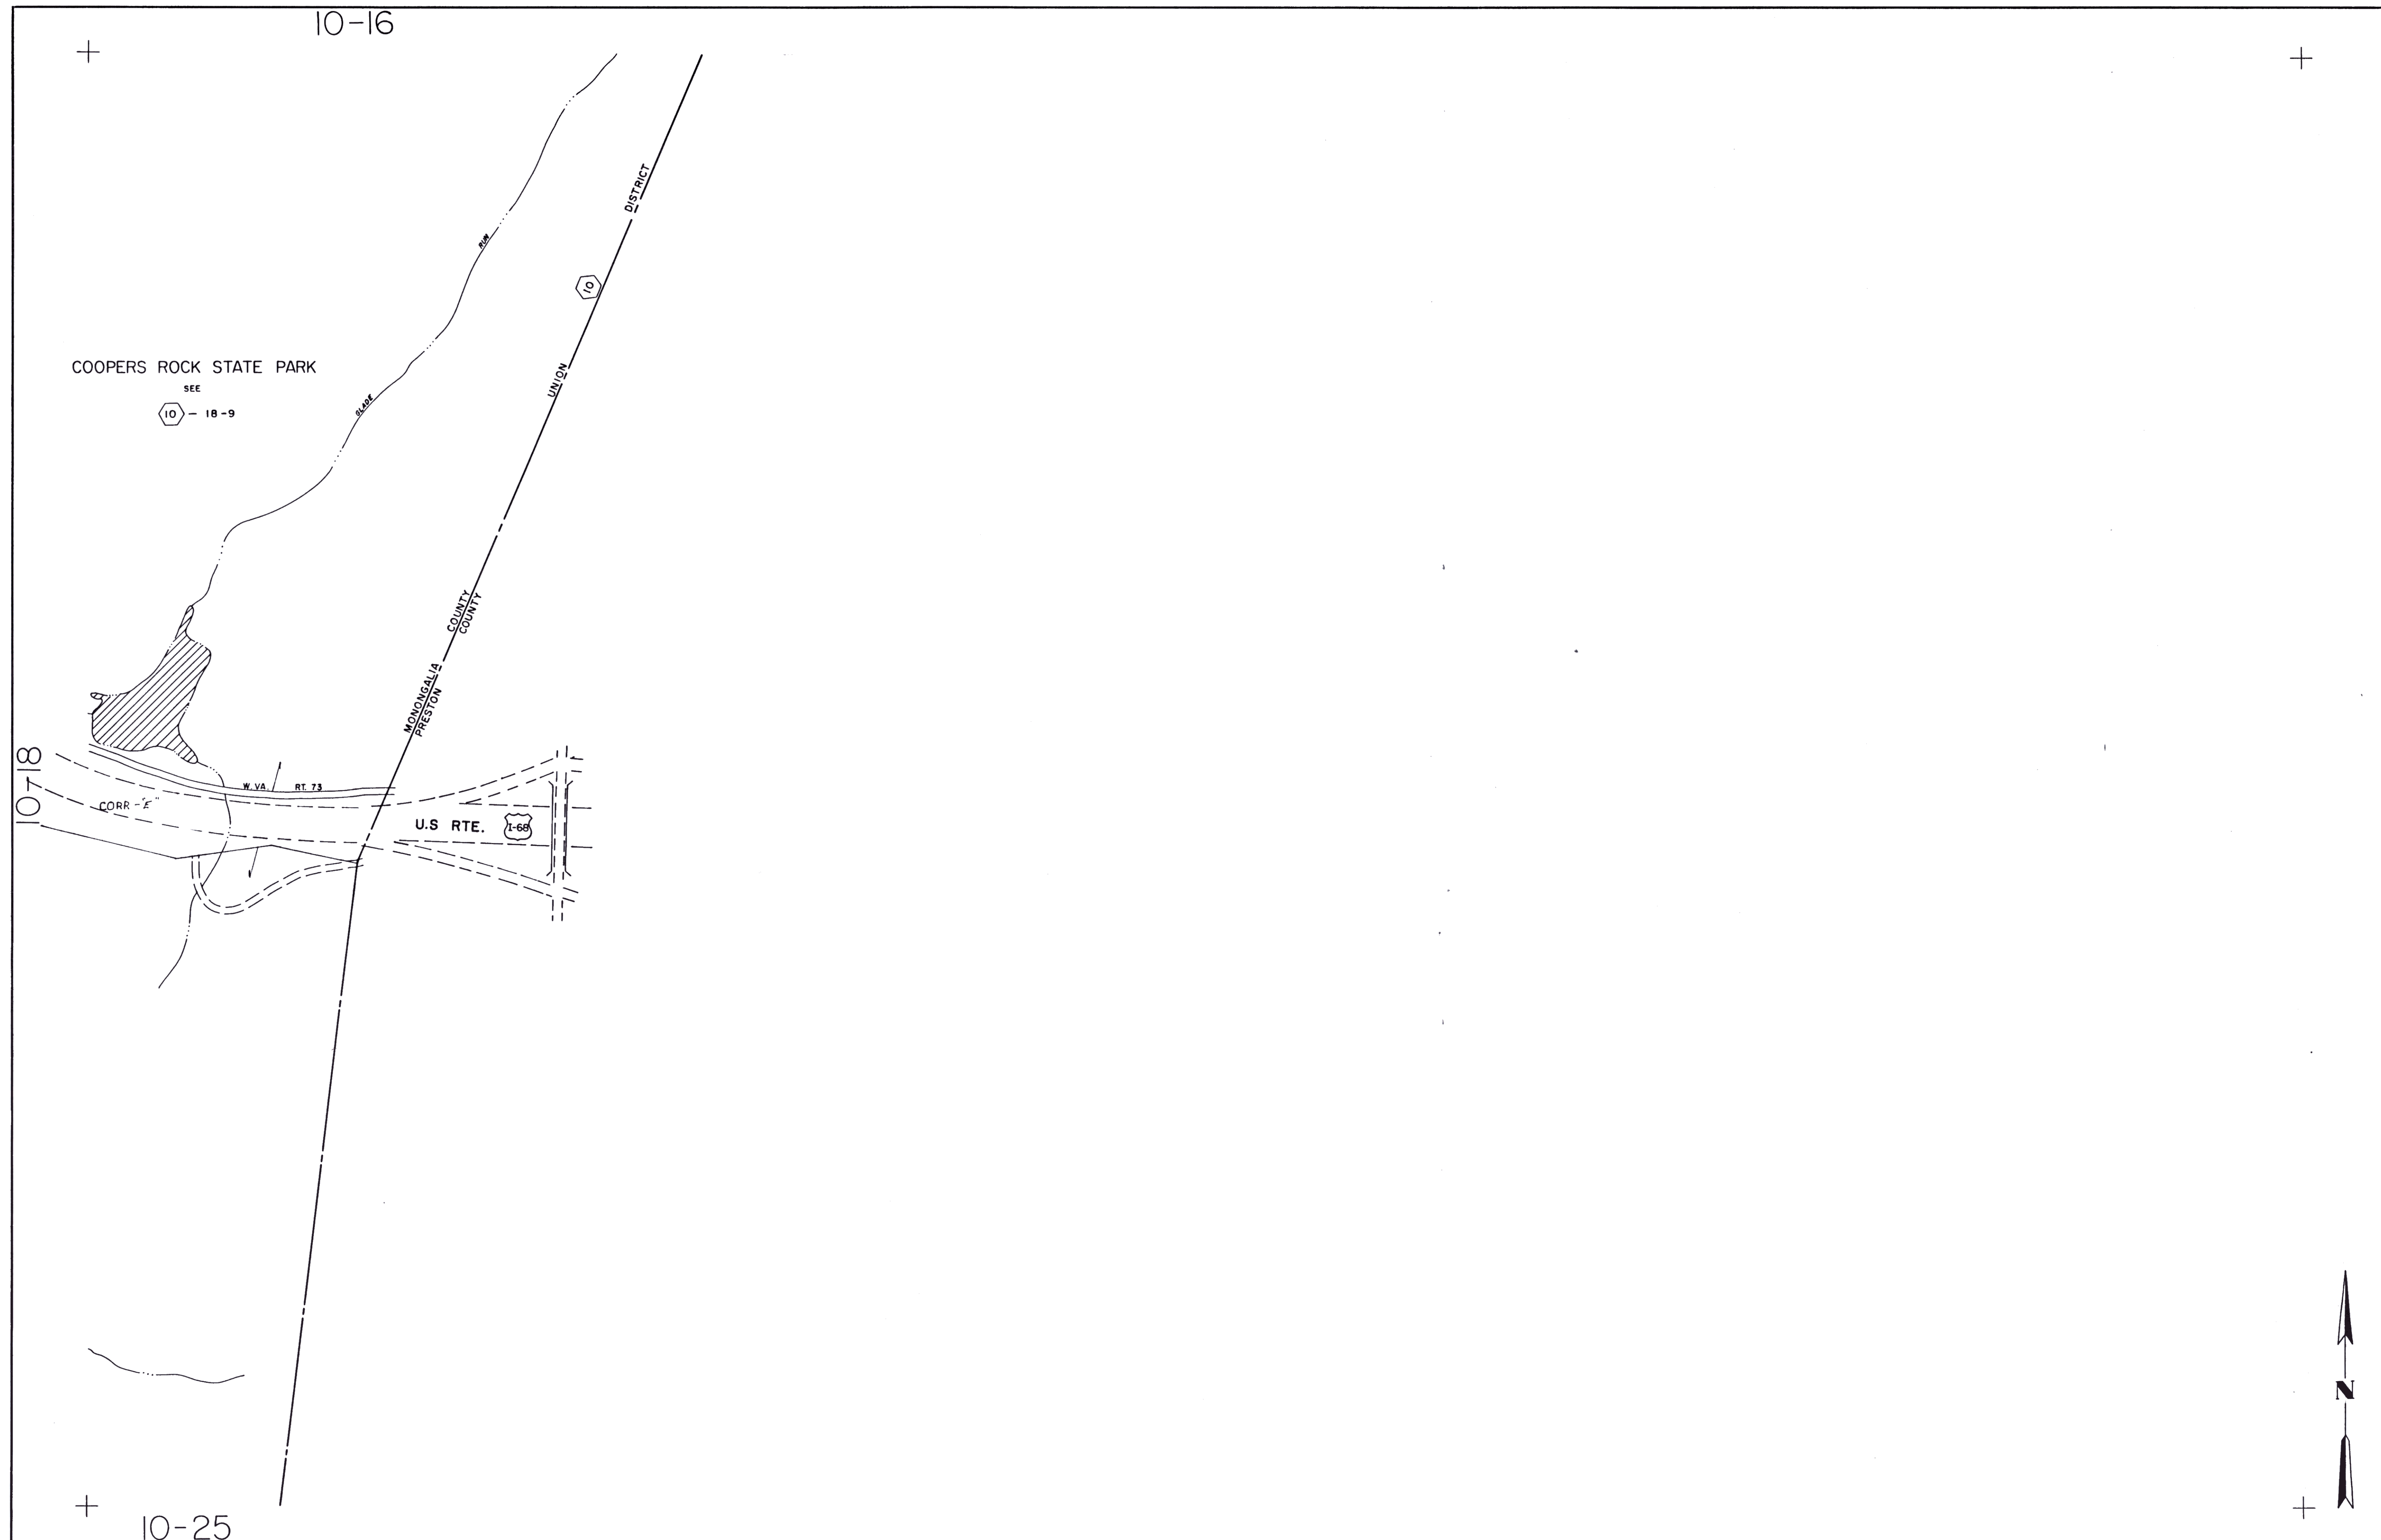 10-16
DISTRICT
RUN
10
UNION
COOPERS ROCK STATE PARK
SEE
10 - 18-9
GLADE
COUNTY
COUNTY
MONONGALIA
PRESTON
10-18
W. VA. RT. 73
CORR-"E"
U.S RTE. I-68
N
10-25